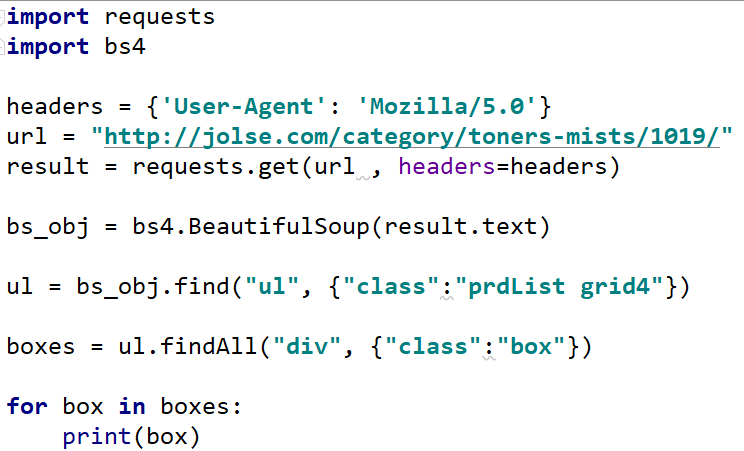 import requests
import bs4
headers = {'User-Agent': 'Mozilla/5.0'}
url = "http://jolse.com/category/toners-mists/1019/"
result = requests.get(url , headers=headers)
bs_obj = bs4.BeautifulSoup(result.text)
ul = bs_obj.find("ul", {"class":"prdList grid4"})
boxes = ul.findAll("div", {"class":"box"})
for box in boxes:
    print(box)